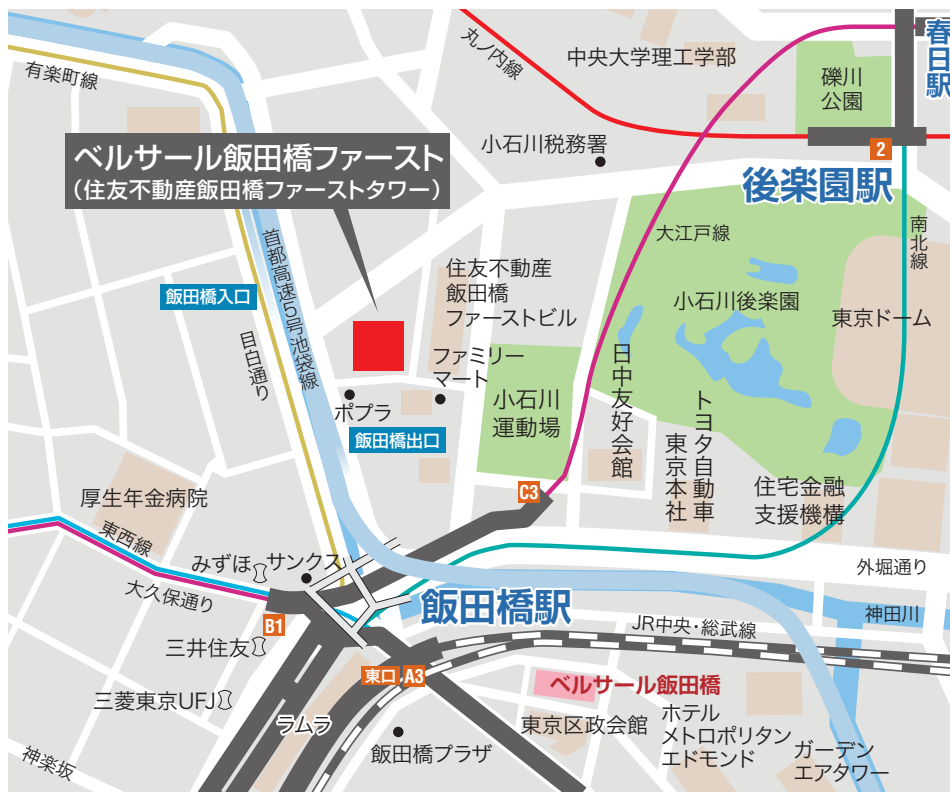 春日駅
丸ノ内線
中央大学理工学部
有楽町線
礫川
公園
小石川税務署
2
ベルサール飯田橋ファースト
(住友不動産飯田橋ファーストタワー)
後楽園駅
大江戸線
南北線
首都高速5号池袋線
住友不動産
飯田橋
ファーストビル
飯田橋入口
小石川後楽園
東京ドーム
目白通り
ファミリー
マート
日中友好会館
ポプラ
小石川
運動場
トヨタ自動車
東京本社
飯田橋出口
C3
住宅金融
支援機構
厚生年金病院
東西線
みずほ
サンクス
外堀通り
大久保通り
飯田橋駅
神田川
B1
JR中央・総武線
三井住友
東口
A3
ベルサール飯田橋
三菱東京UFJ
ラムラ
東京区政会館
ホテル
メトロポリタン
エドモンド
飯田橋プラザ
ガーデン
エアタワー
神楽坂